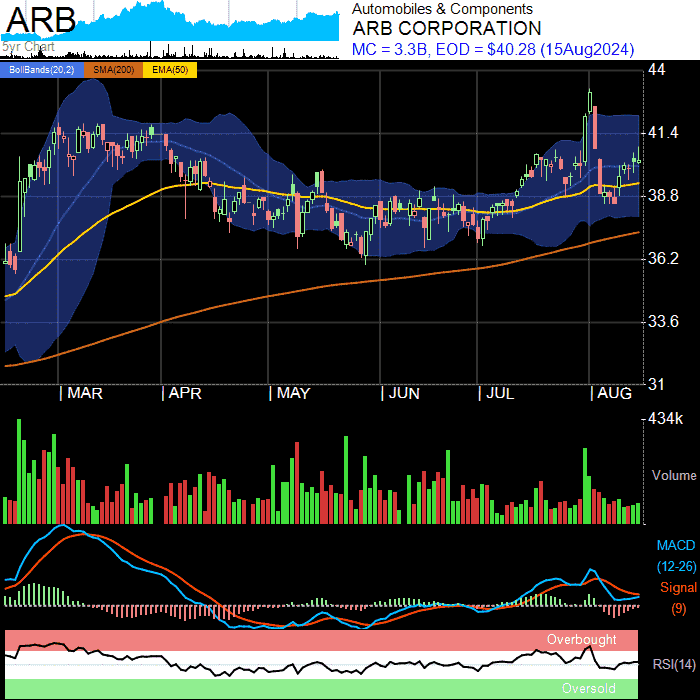 ARB
5yr Chart
Automobiles & Components
ARB CORPORATION
MC = 3.3B, EOD = $40.28 (15Aug2024)
BollBands(20,2) SMA(200) EMA(50)
44
41.4
38.8
36.2
33.6
31
| MAR | APR | MAY | JUN | JUL | AUG
434k
Volume
MACD
(12-26)
Signal
(9)
Overbought
RSI(14)
Oversold